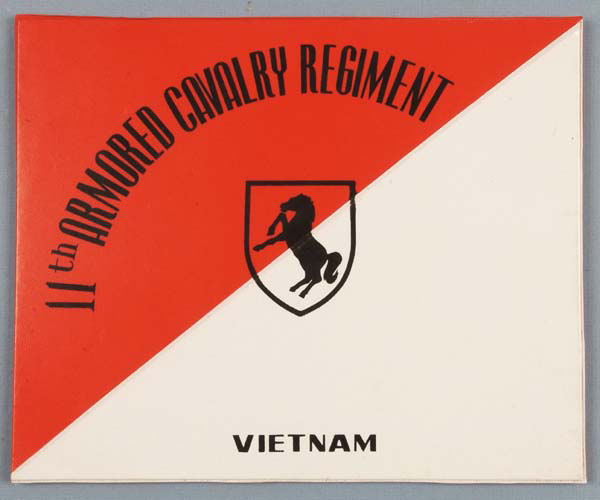 11th ARMORED CAVALRY REGIMENT
VIETNAM